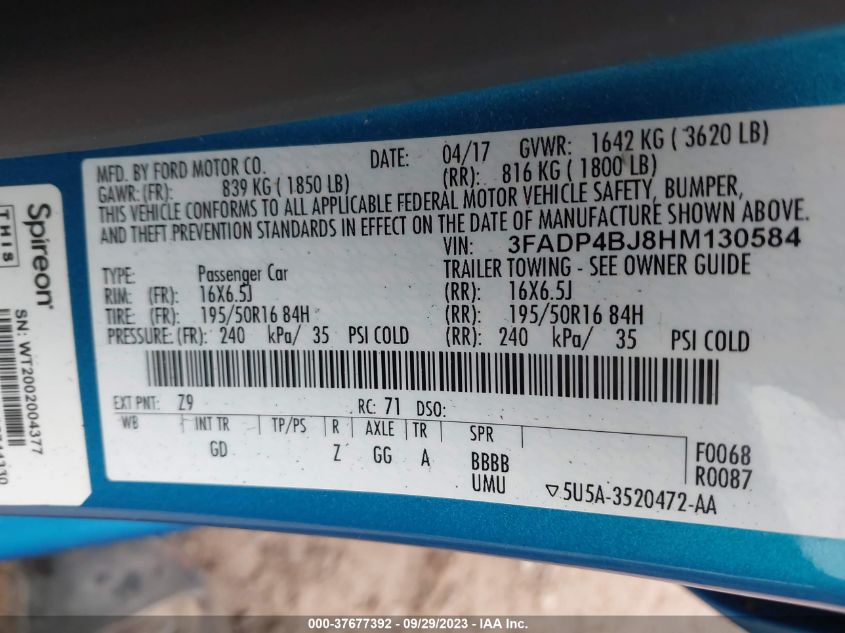 MFD. BY FORD MOTOR CO. DATE: 04/17 GVWR: 1642 KG ( 3620 LB)
GAWR: (FR): 839 KG ( 1850 LB) (RR): 816 KG ( 1800 LB)
THIS VEHICLE CONFORMS TO ALL APPLICABLE FEDERAL MOTOR VEHICLE SAFETY, BUMPER,
AND THEFT PREVENTION STANDARDS IN EFFECT ON THE DATE OF MANUFACTURE SHOWN ABOVE.
VIN: 3FADP4BJ8HM130584
TYPE: Passenger Car TRAILER TOWING - SEE OWNER GUIDE
RIM: (FR): 16X6.5J (RR): 16X6.5J
TIRE: (FR): 195/50R16 84H (RR): 195/50R16 84H
PRESSURE: (FR): 240 kPa/ 35 PSI COLD (RR): 240 kPa/ 35 PSI COLD
EXT PNT: Z9 RC: 71 DSO:
WB INT TR TP/PS R AXLE TR SPR
GD Z GG A BBBB
UMU
F0068
R0087
▽5U5A-3520472-AA
THIS
Spireon
SN: WT2002004377
000-37677392 - 09/29/2023 - IAA Inc.